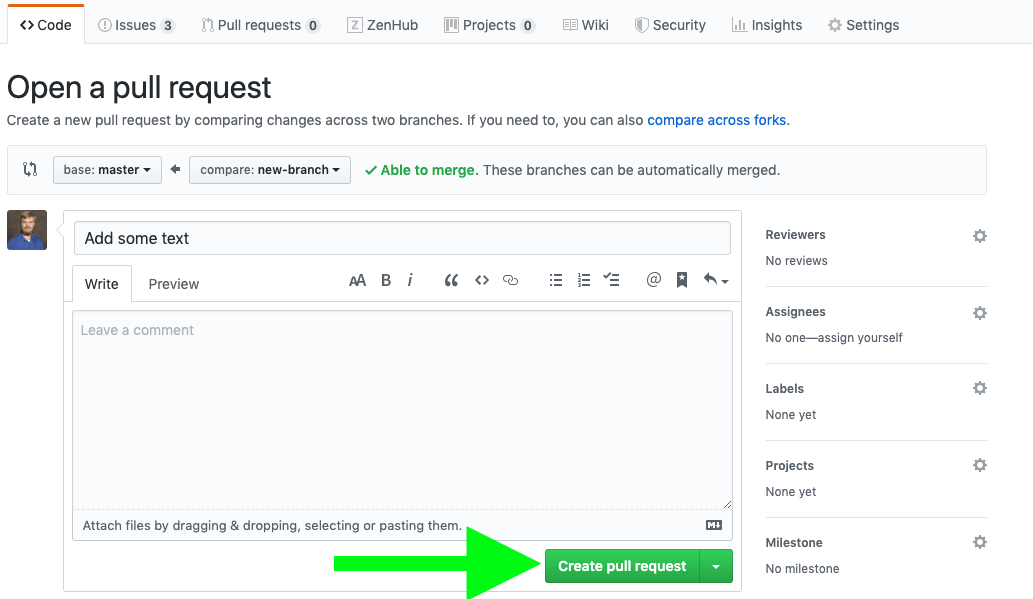 Code Issues 3 Pull requests 0 ZenHub Projects 0 Wiki Security Insights Settings
Open a pull request
Create a new pull request by comparing changes across two branches. If you need to, you can also compare across forks.
base: master compare: new-branch Able to merge. These branches can be automatically merged.
Add some text
Write Preview AA B i @
Leave a comment
Attach files by dragging & dropping, selecting or pasting them.
Create pull request
Reviewers
No reviews
Assignees
No one—assign yourself
Labels
None yet
Projects
None yet
Milestone
No milestone